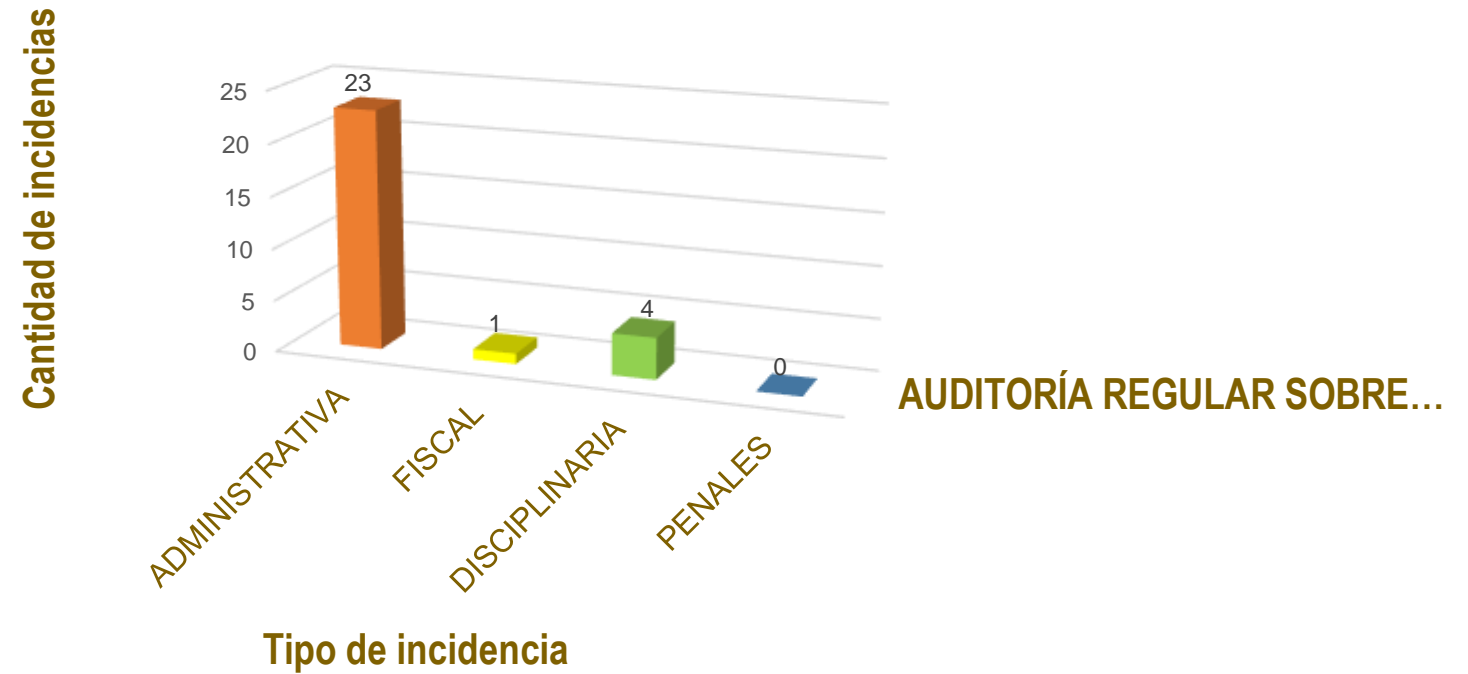 Cantidad de incidencias
25
20
15
10
5
0
23
1
4
0
ADMINISTRATIVA
FISCAL
DISCIPLINARIA
PENALES
AUDITORÍA REGULAR SOBRE…
Tipo de incidencia